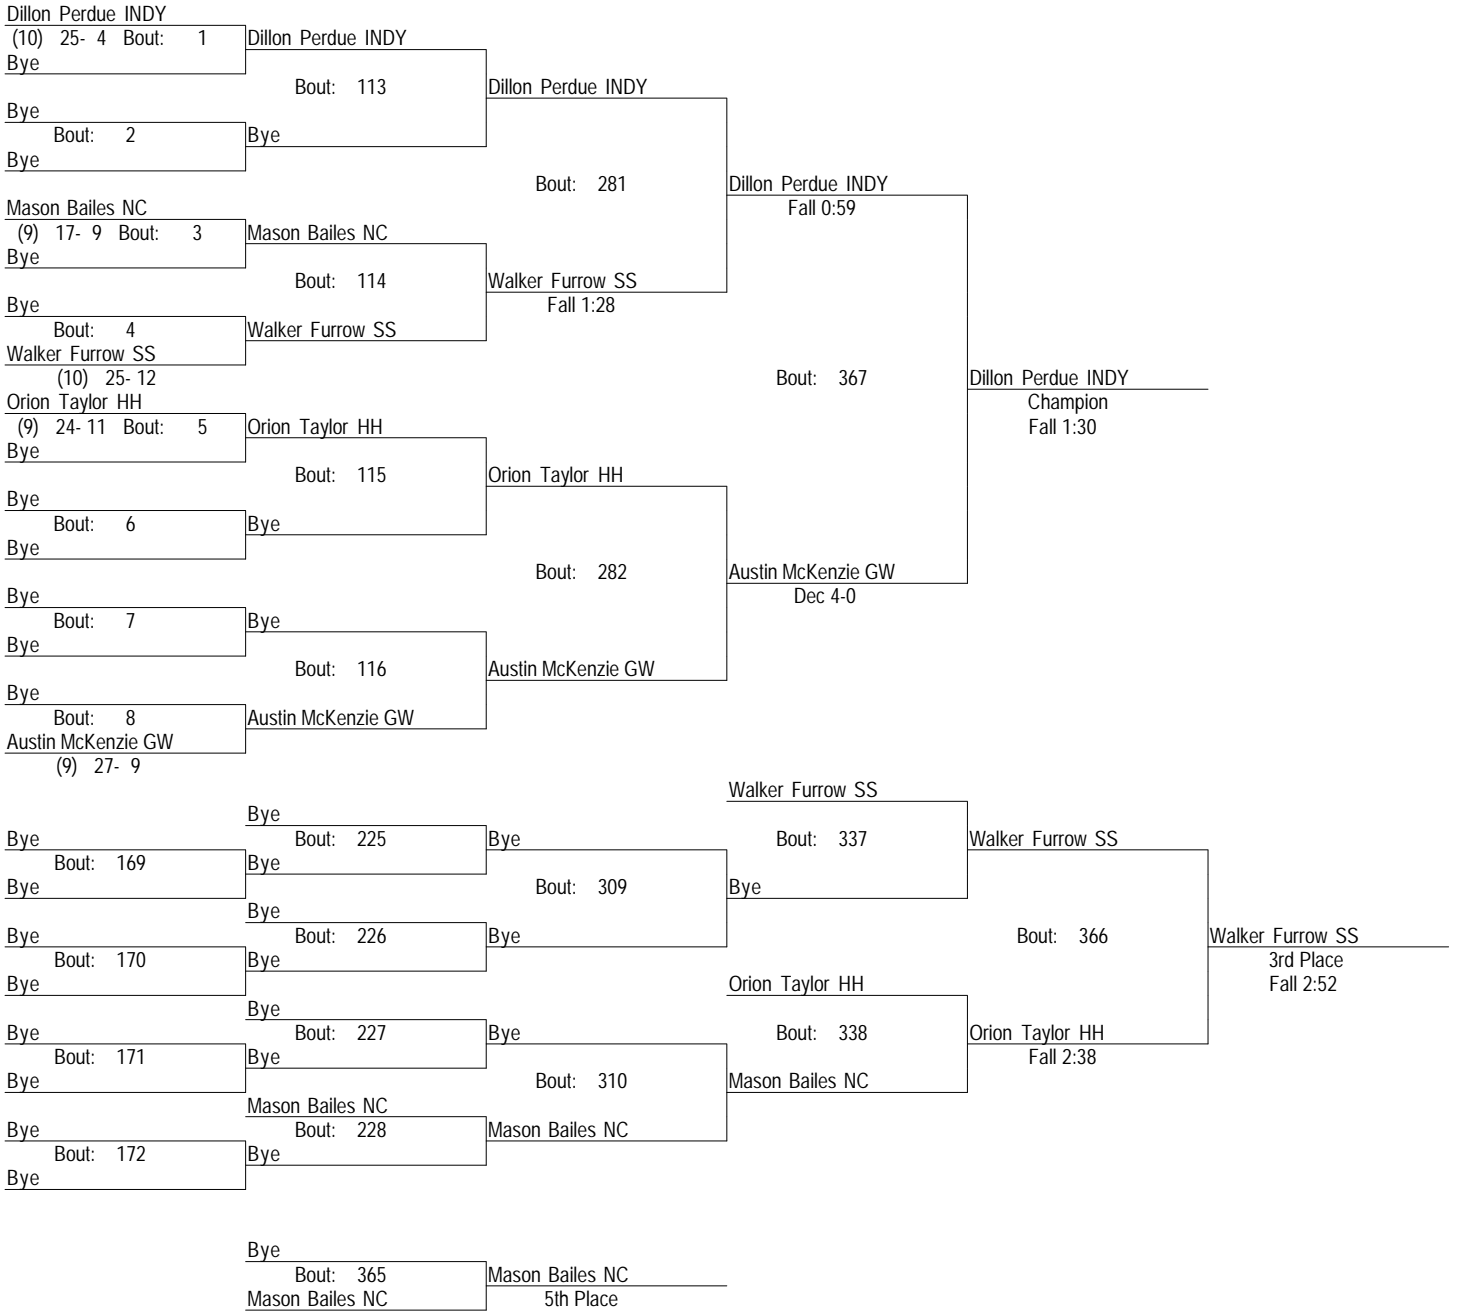 Dillon Perdue INDY
(10) 25- 4 Bout: 1 Dillon Perdue INDY
Bye
Bout: 113 Dillon Perdue INDY
Bye
Bout: 2 Bye
Bye
Bout: 281 Dillon Perdue INDY
Fall 0:59
Mason Bailes NC
(9) 17- 9 Bout: 3 Mason Bailes NC
Bye
Bout: 114 Walker Furrow SS
Fall 1:28
Bye
Bout: 4 Walker Furrow SS
Walker Furrow SS
(10) 25- 12
Bout: 367 Dillon Perdue INDY
Champion
Fall 1:30
Orion Taylor HH
(9) 24- 11 Bout: 5 Orion Taylor HH
Bye
Bout: 115 Orion Taylor HH
Bye
Bout: 6 Bye
Bye
Bout: 282 Austin McKenzie GW
Dec 4-0
Bye
Bout: 7 Bye
Bye
Bout: 116 Austin McKenzie GW
Bye
Bout: 8 Austin McKenzie GW
Austin McKenzie GW
(9) 27- 9
Walker Furrow SS
Bye
Bye Bout: 225 Bye Bout: 337 Walker Furrow SS
Bout: 169 Bye
Bye Bout: 309 Bye
Bye
Bye Bout: 226 Bye Bout: 366 Walker Furrow SS
Bout: 170 Bye 3rd Place
Bye Orion Taylor HH Fall 2:52
Bye
Bye Bout: 227 Bye Bout: 338 Orion Taylor HH
Bout: 171 Bye Fall 2:38
Bye Bout: 310 Mason Bailes NC
Mason Bailes NC
Bye Bout: 228 Mason Bailes NC
Bout: 172 Bye
Bye
Bye
Bout: 365 Mason Bailes NC
Mason Bailes NC 5th Place